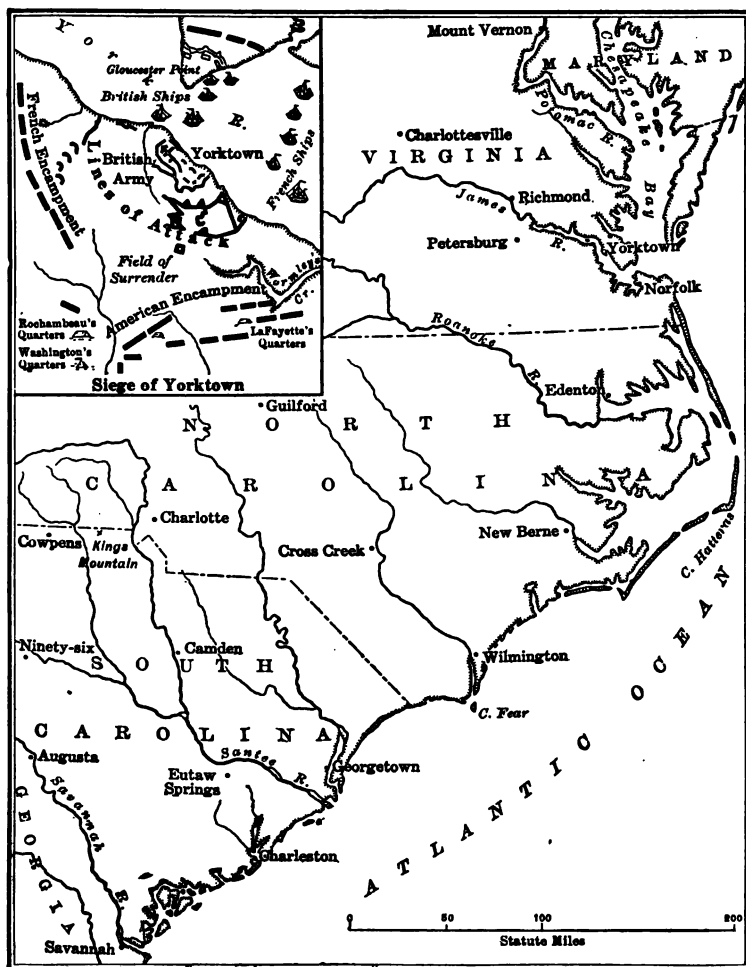 Yo
Gloucester Point
British Ships
R.
French Encampment
Lines of Attack
British
Army
Yorktown
French Ships
Field of
Surrender
Wormley's
Cr.
American Encampment
Rochambeau's
Quarters
LaFayette's
Quarters
Washington's
Quarters
Siege of Yorktown
Mount Vernon
MARYLAND
Chesapeake
Bay
Potomac R.
Charlottesville
VIRGINIA
James
R.
Richmond
Petersburg
Yorktown
Norfolk
Roanoke
R.
Edenton
Guilford
NORTH
CAROLINA
Charlotte
Cowpens
Kings
Mountain
Cross Creek
New Berne
C. Hatteras
Ninety-six
Camden
SOUTH
CAROLINA
Wilmington
C. Fear
Augusta
Santee
R.
Eutaw
Springs
Georgetown
GEORGIA
Savannah
R.
Charleston
Savannah
ATLANTIC OCEAN
0 50 100 200
Statute Miles